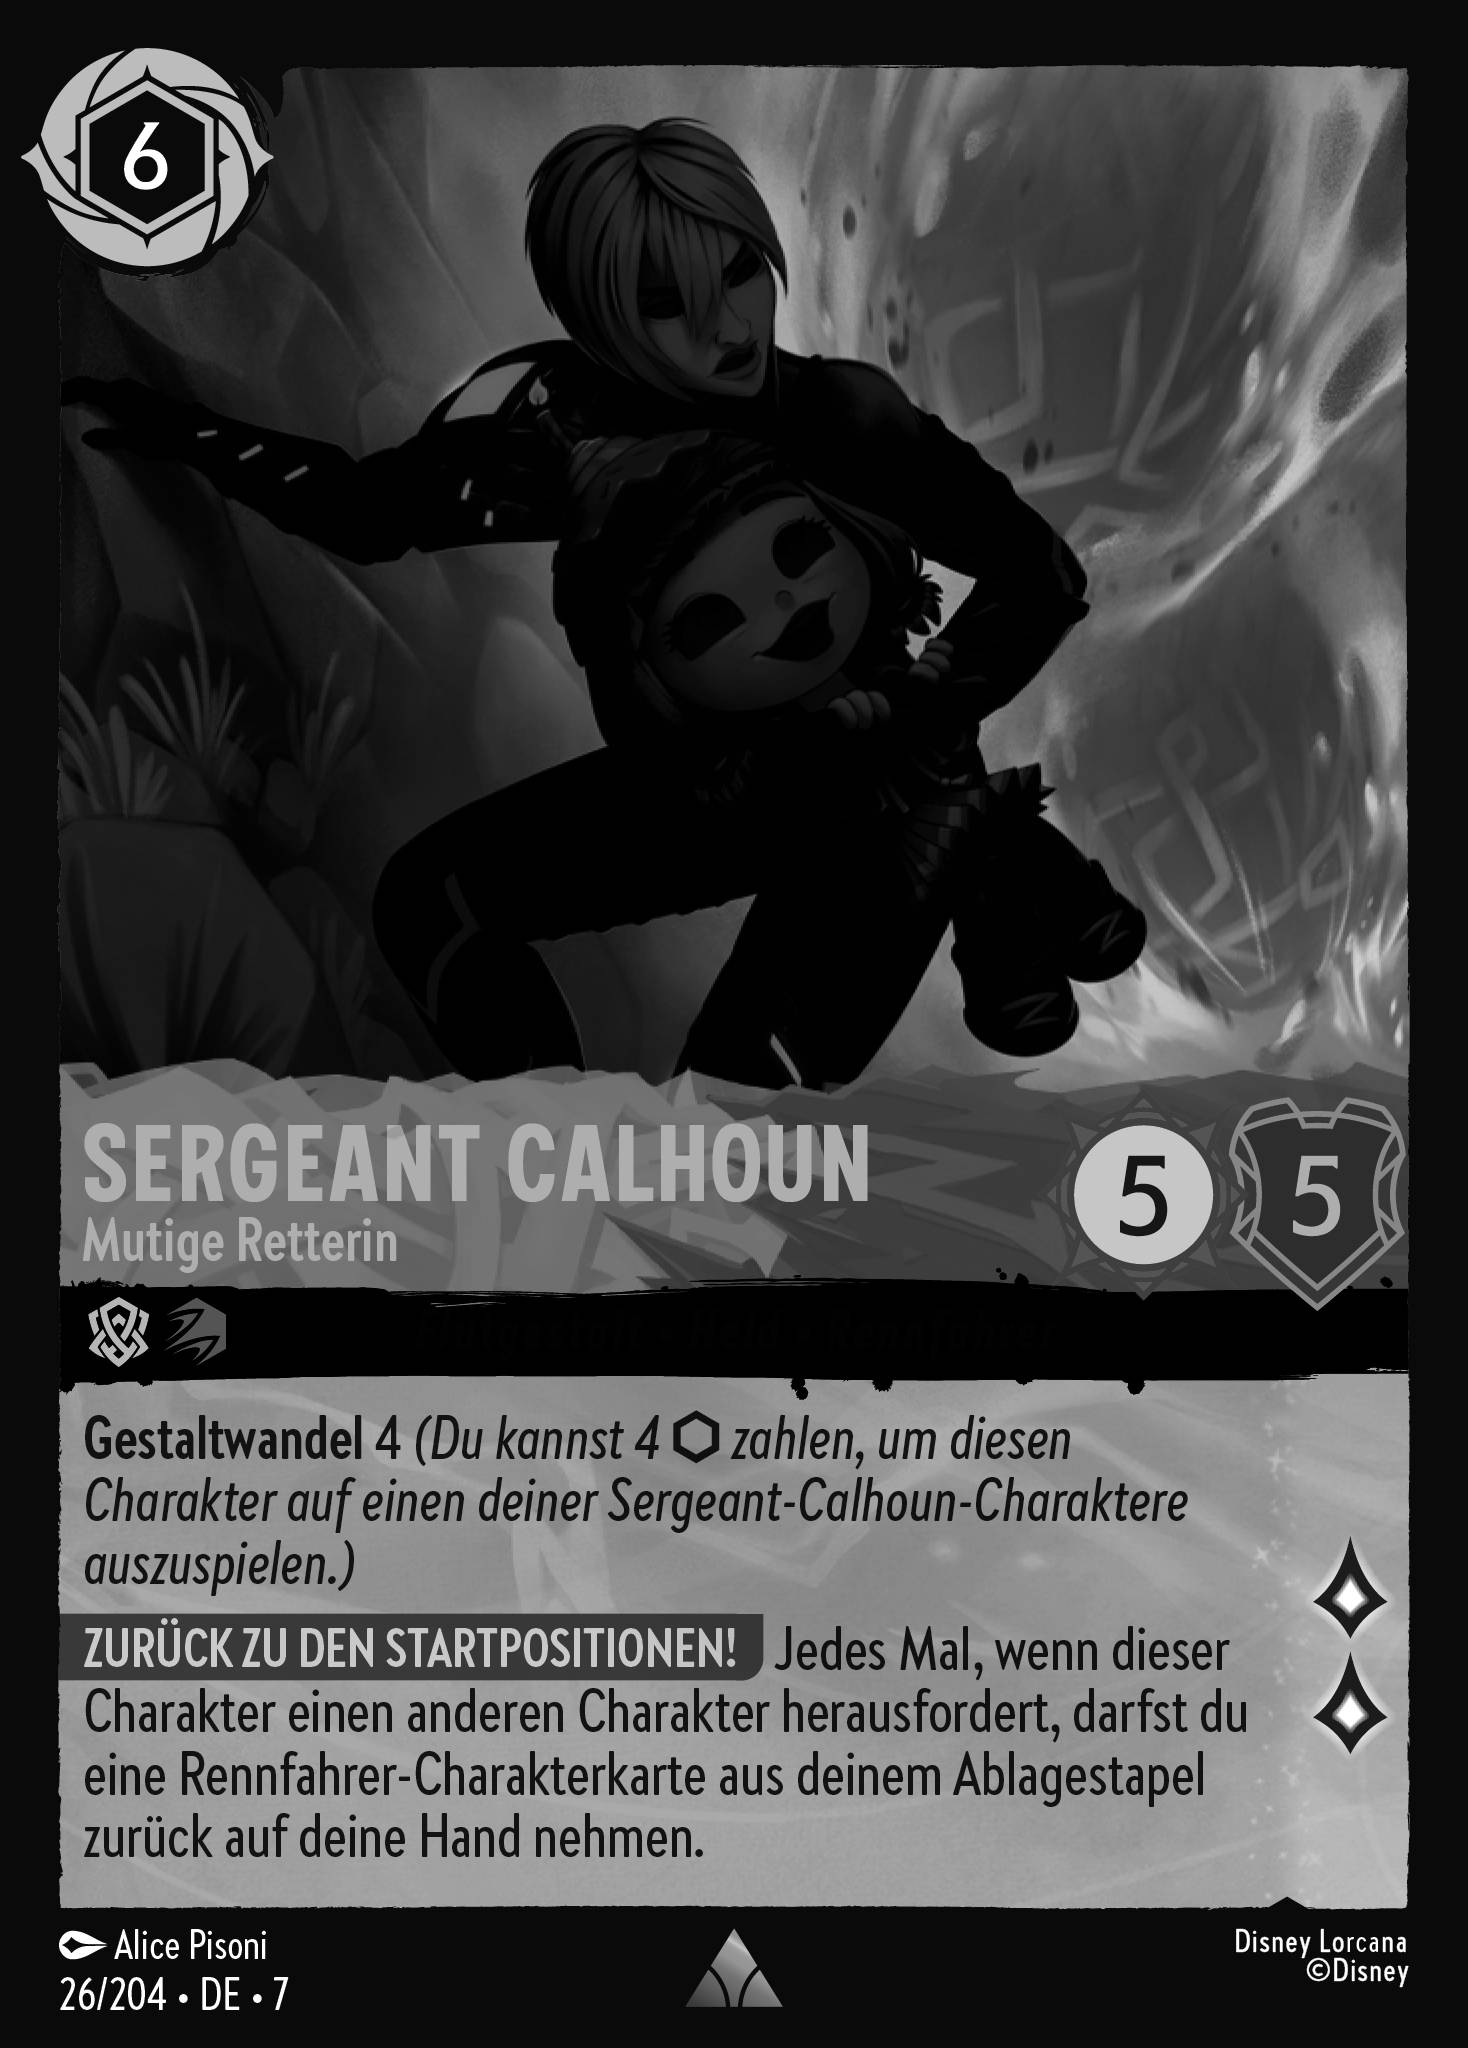 6
SERGEANT CALHOUN
Mutige Retterin
5
5
Flutgestalt • Held • Rennfahrer
Gestaltwandel 4 (Du kannst 4 ⬡ zahlen, um diesen
Charakter auf einen deiner Sergeant-Calhoun-Charaktere
auszuspielen.)
ZURÜCK ZU DEN STARTPOSITIONEN! Jedes Mal, wenn dieser
Charakter einen anderen Charakter herausfordert, darfst du
eine Rennfahrer-Charakterkarte aus deinem Ablagestapel
zurück auf deine Hand nehmen.
Alice Pisoni
26/204 • DE • 7
Disney Lorcana
©Disney